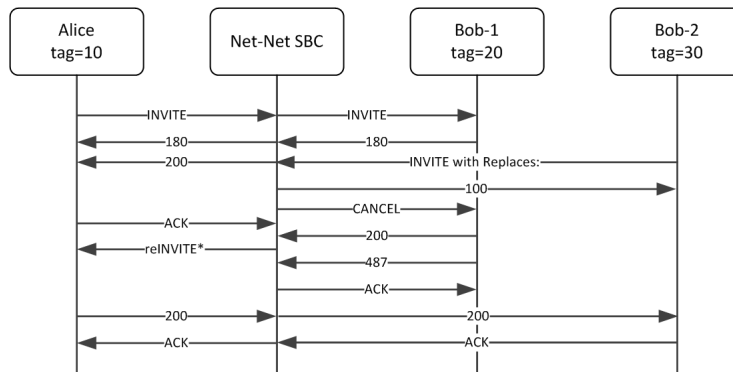 Alice
tag=10
Net-Net SBC
Bob-1
tag=20
Bob-2
tag=30
INVITE
INVITE
180
180
200
INVITE with Replaces:
100
CANCEL
ACK
200
reINVITE*
487
ACK
200
200
ACK
ACK